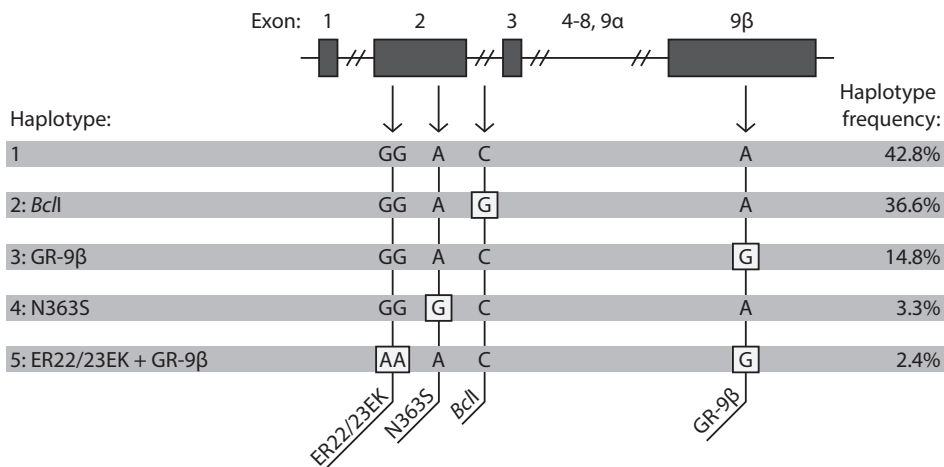 Exon: 1 2 3 4-8, 9α 9β
Haplotype: Haplotype frequency:
1 GG A C A 42.8%
2: BclI GG A G A 36.6%
3: GR-9β GG A C G 14.8%
4: N363S GG G C A 3.3%
5: ER22/23EK + GR-9β AA A C G 2.4%
ER22/23EK N363S BclI GR-9β